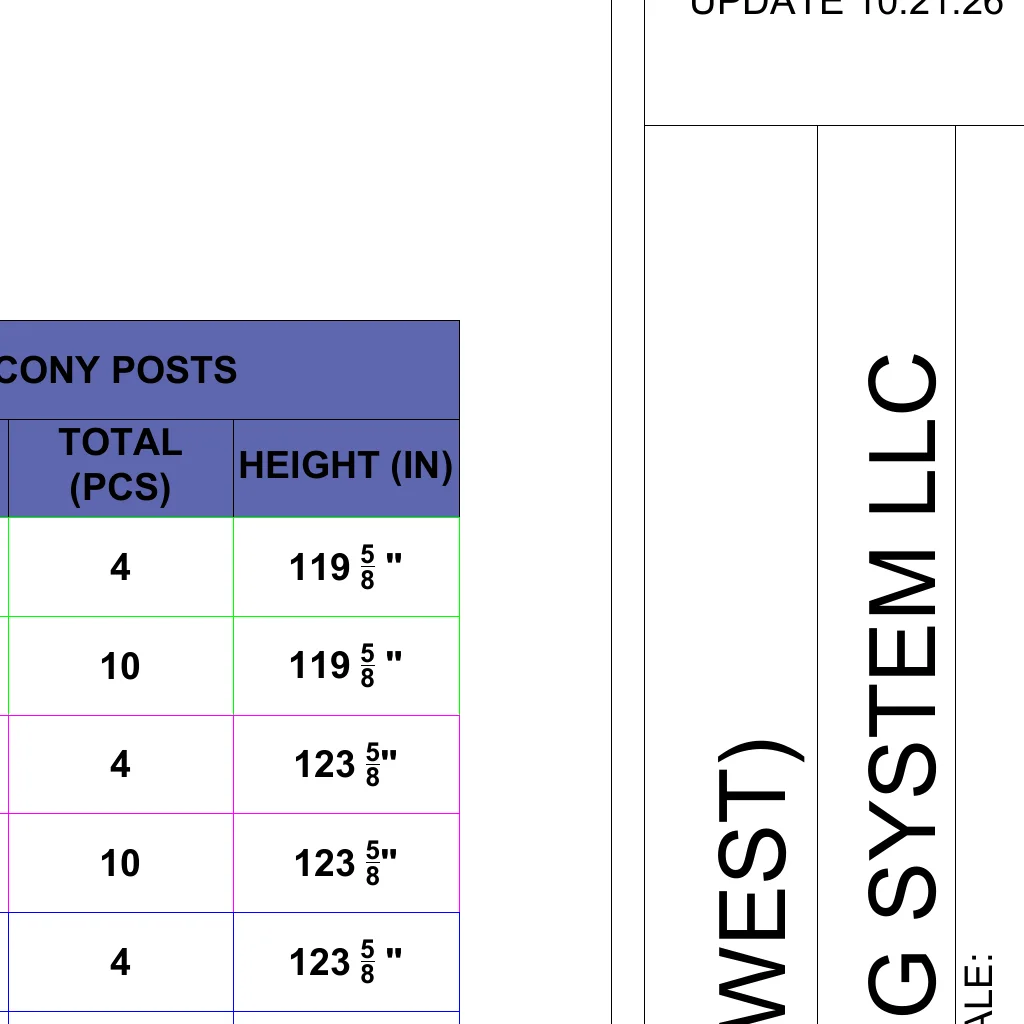 UPDATE 10.21.26
CONY POSTS
TOTAL (PCS) HEIGHT (IN)
4 119 5/8 "
10 119 5/8 "
4 123 5/8"
10 123 5/8"
4 123 5/8 "
WEST)
G SYSTEM LLC
ALE: